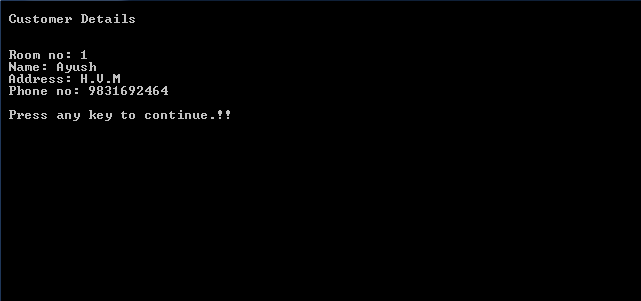 Customer Details
Room no: 1
Name: Ayush
Address: H.V.M
Phone no: 9831692464
Press any key to continue.!!